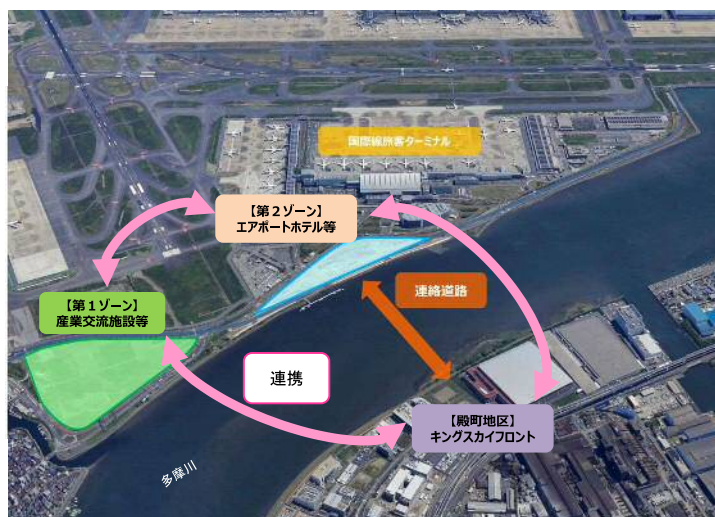 国際線旅客ターミナル
【第２ゾーン】
エアポートホテル等
【第１ゾーン】
産業交流施設等
連絡道路
連携
【殿町地区】
キングスカイフロント
多摩川